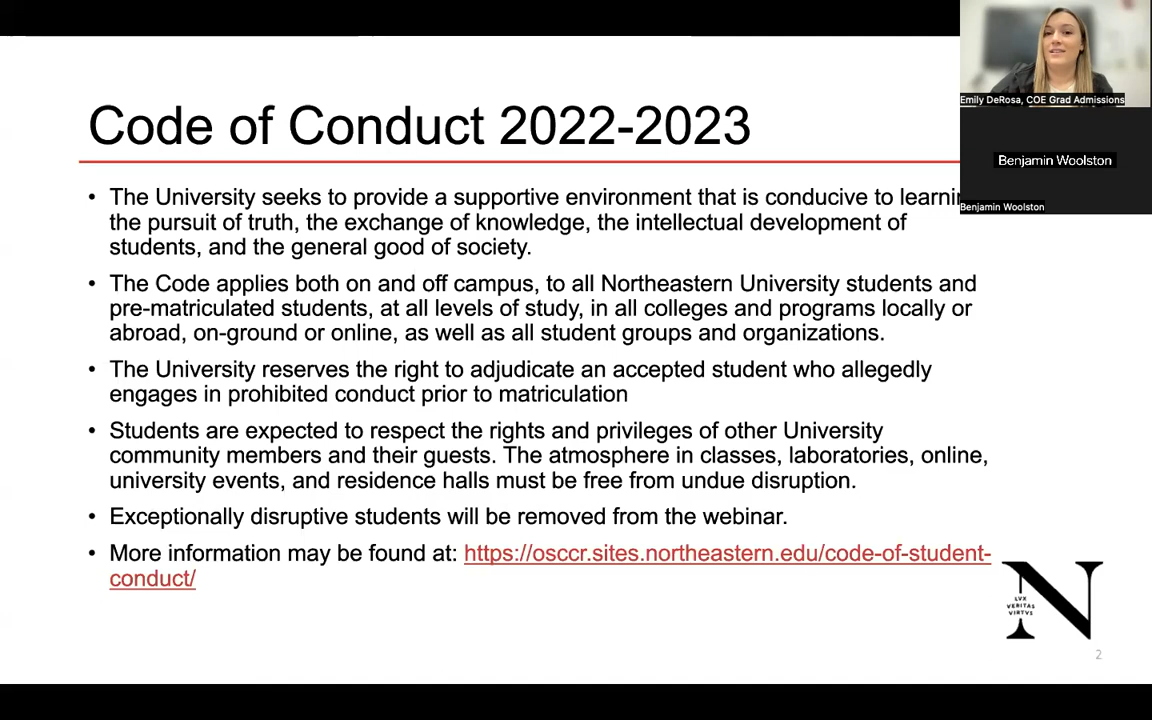 Code of Conduct 2022-2023
• The University seeks to provide a supportive environment that is conducive to
the pursuit of truth, the exchange of knowledge, the intellectual development of
students, and the general good of society.
• The Code applies both on and off campus, to all Northeastern University students and
pre-matriculated students, at all levels of study, in all colleges and programs locally or
abroad, on-ground or online, as well as all student groups and organizations.
• The University reserves the right to adjudicate an accepted student who allegedly
engages in prohibited conduct prior to matriculation
• Students are expected to respect the rights and privileges of other University
community members and their guests. The atmosphere in classes, laboratories, online,
university events, and residence halls must be free from undue disruption.
• Exceptionally disruptive students will be removed from the webinar.
• More information may be found at: https://osccr.sites.northeastern.edu/code-of-student-
conduct/
Emily DeRosa, COE Grad Admissions
Benjamin Woolston
Benjamin Woolston
N
LVX
VERITAS
VIRTVS
2